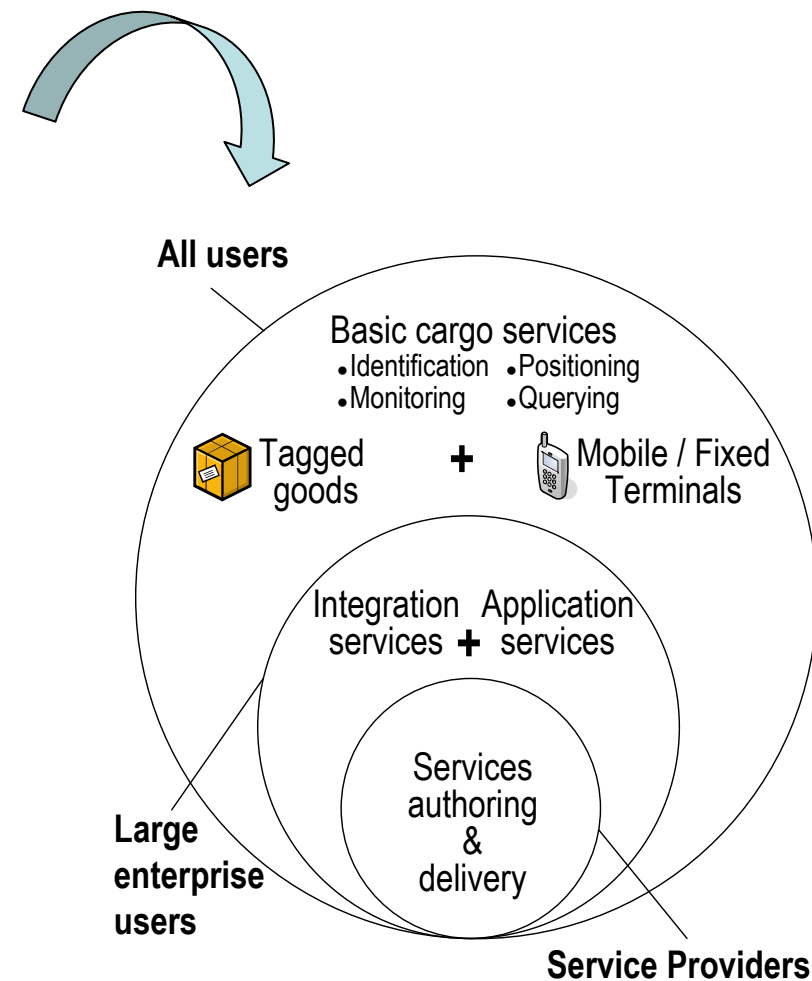 All users
Basic cargo services
•Identification •Positioning
•Monitoring •Querying
Tagged + Mobile / Fixed
goods Terminals
Integration Application
services + services
Services
authoring
&
delivery
Large
enterprise
users
Service Providers